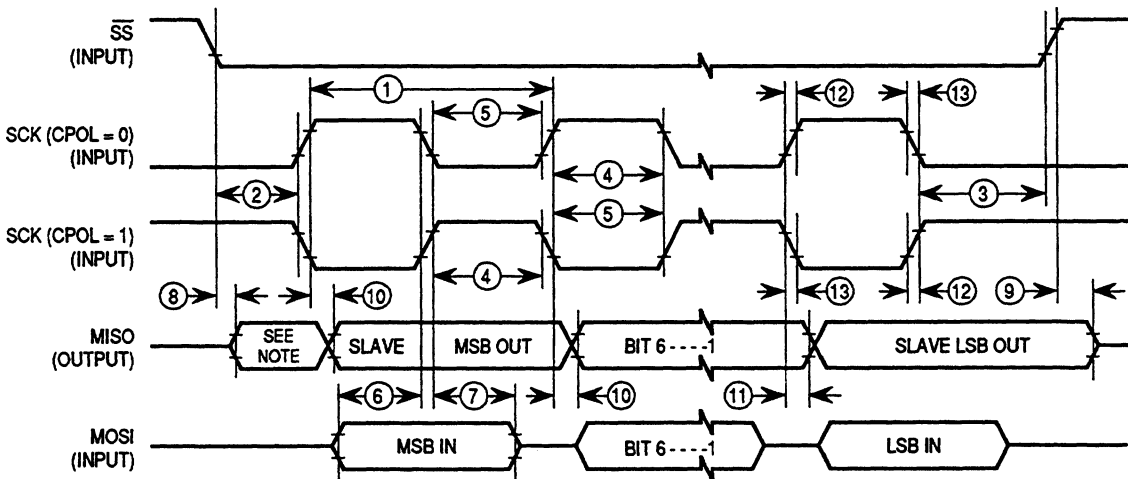 SS
(INPUT)
① ⑫ ⑬
⑤
SCK (CPOL = 0)
(INPUT)
② ④ ③
⑤
SCK (CPOL = 1)
(INPUT)
④
⑧ ⑩ ⑬ ⑫ ⑨
MISO
(OUTPUT)
SEE
NOTE
SLAVE
MSB OUT
BIT 6 - - - - 1
SLAVE LSB OUT
⑥ ⑦ ⑩ ⑪
MOSI
(INPUT)
MSB IN
BIT 6 - - - - 1
LSB IN